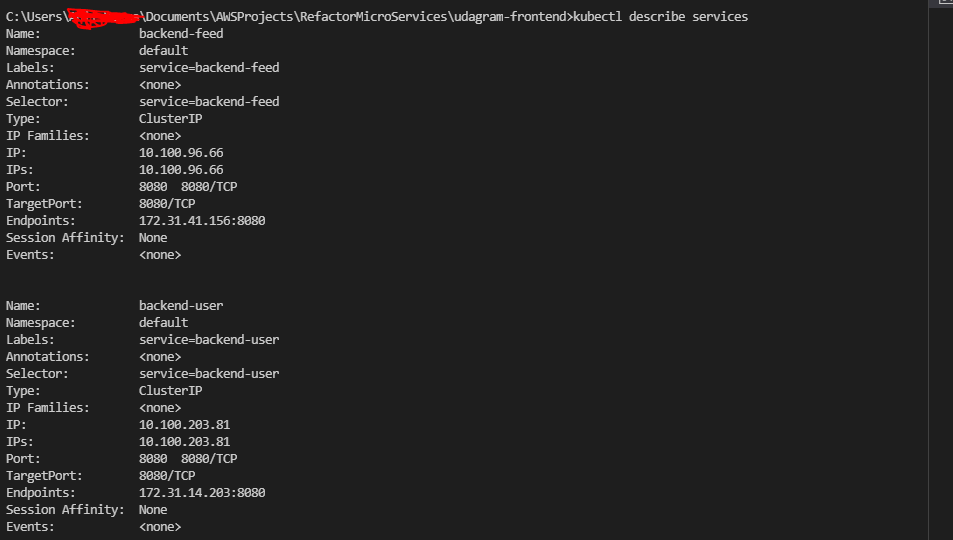 C:\Users\ \Documents\AWSProjects\RefactorMicroServices\udagram-frontend>kubectl describe services
Name:              backend-feed
Namespace:         default
Labels:            service=backend-feed
Annotations:       <none>
Selector:          service=backend-feed
Type:              ClusterIP
IP Families:       <none>
IP:                10.100.96.66
IPs:               10.100.96.66
Port:              8080  8080/TCP
TargetPort:        8080/TCP
Endpoints:         172.31.41.156:8080
Session Affinity:  None
Events:            <none>
Name:              backend-user
Namespace:         default
Labels:            service=backend-user
Annotations:       <none>
Selector:          service=backend-user
Type:              ClusterIP
IP Families:       <none>
IP:                10.100.203.81
IPs:               10.100.203.81
Port:              8080  8080/TCP
TargetPort:        8080/TCP
Endpoints:         172.31.14.203:8080
Session Affinity:  None
Events:            <none>